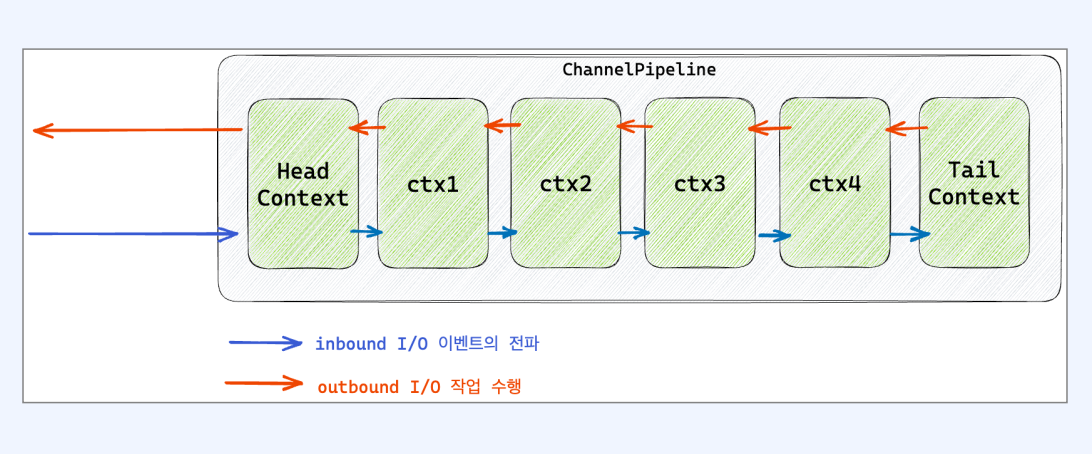 ChannelPipeline
Head
Context
ctx1
ctx2
ctx3
ctx4
Tail
Context
inbound I/O 이벤트의 전파
outbound I/O 작업 수행